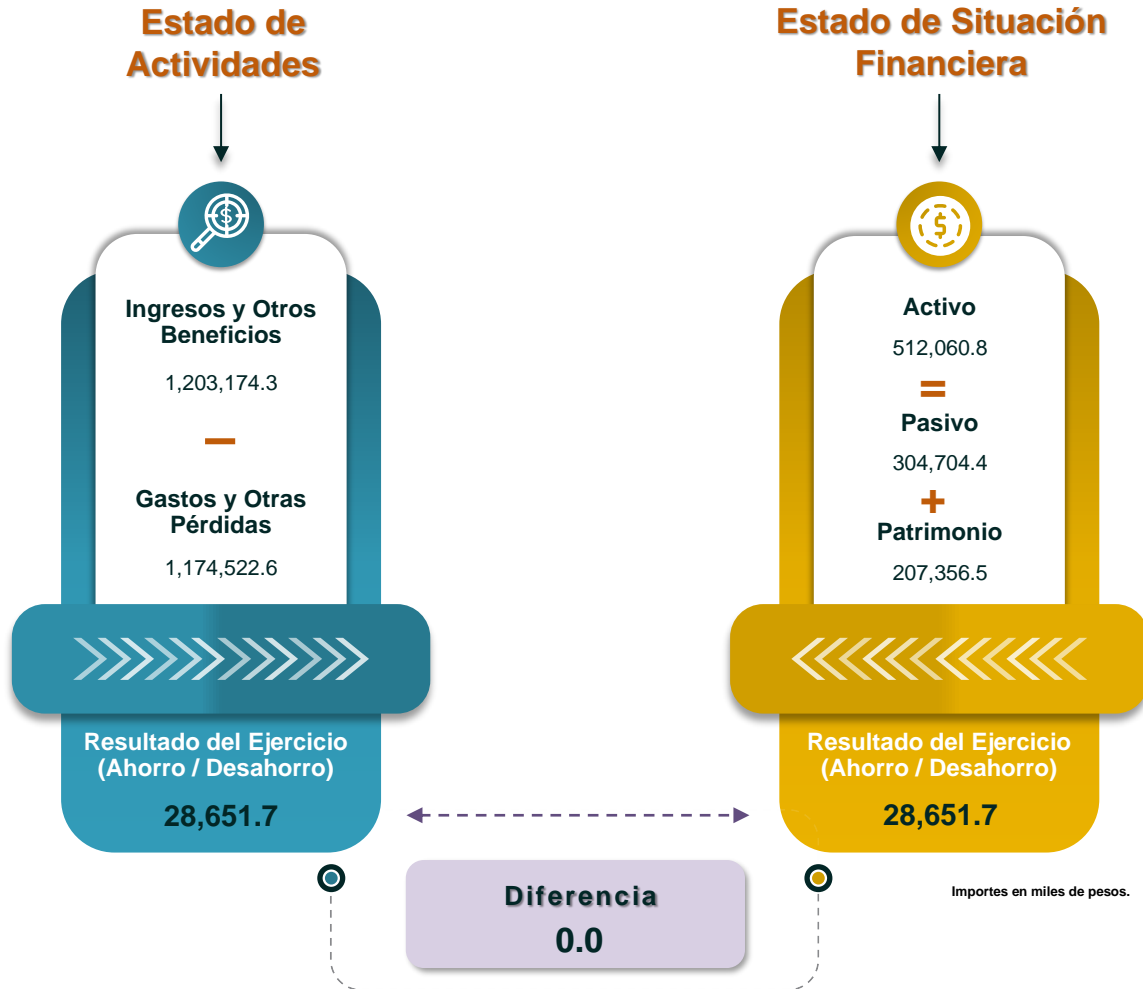 Estado de
Actividades
Ingresos y Otros
Beneficios
1,203,174.3
–
Gastos y Otras
Pérdidas
1,174,522.6
Resultado del Ejercicio
(Ahorro / Desahorro)
28,651.7
Estado de Situación
Financiera
Activo
512,060.8
=
Pasivo
304,704.4
+
Patrimonio
207,356.5
Resultado del Ejercicio
(Ahorro / Desahorro)
28,651.7
Diferencia
0.0
Importes en miles de pesos.